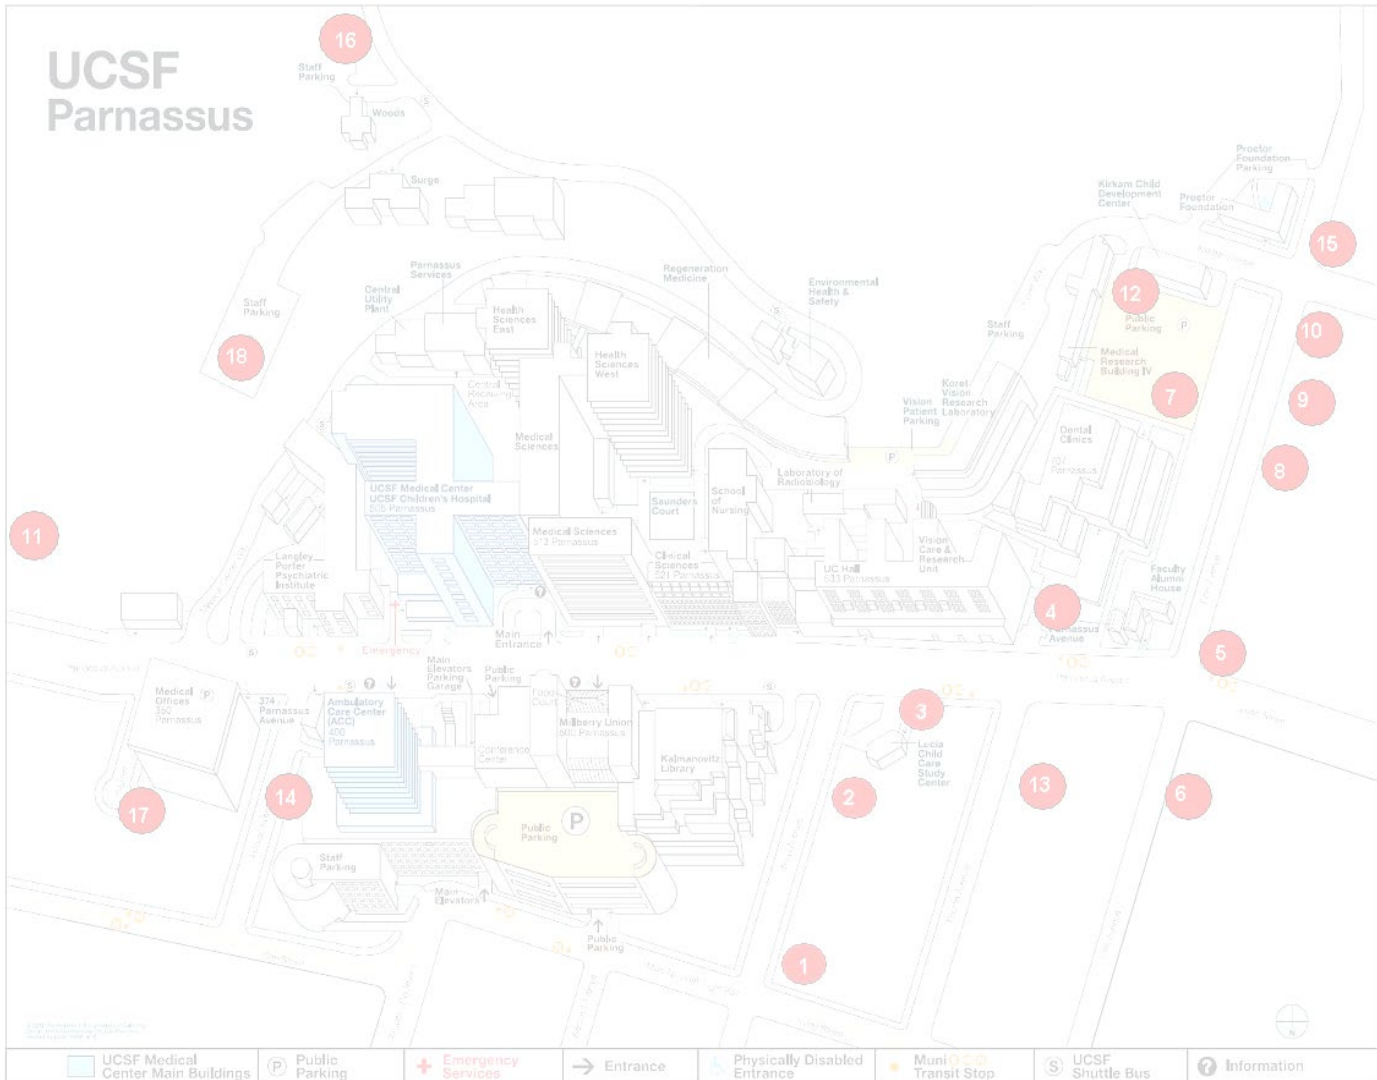 UCSF
Parnassus
16
Staff
Parking
Woods
Surge
Proctor
Foundation
Parking
Kirkam Child
Development
Center
Proctor
Foundation
15
Parnassus
Services
Regeneration
Medicine
Environmental
Health &
Safety
Central
Utility
Plant
Staff
Parking
Health
Sciences
East
Health
Sciences
West
Staff
Parking
12
Public
Parking
P
10
Medical
Research
Building IV
18
Central
Receiving
Area
Koret
Vision
Research
Laboratory
Vision
Patient
Parking
7
9
Medical
Sciences
Dental
Clinics
707
Parnassus
P
8
Laboratory of
Radiobiology
UCSF Medical Center
UCSF Children's Hospital
505 Parnassus
Saunders
Court
School
of
Nursing
11
Medical Sciences
513 Parnassus
Vision
Care &
Research
Unit
Langley
Porter
Psychiatric
Institute
Clinical
Sciences
521 Parnassus
UC Hall
533 Parnassus
Faculty
Alumni
House
4
Parnassus
Avenue
Main
Entrance
Emergency
5
Main
Elevators
Parking
Garage
Public
Parking
Medical
Offices
350
Parnassus
P
374
Parnassus
Avenue
Ambulatory
Care Center
(ACC)
400
Parnassus
Food
Court
Millberry Union
500 Parnassus
3
Conference
Center
Kalmanovitz
Library
Lucia
Child
Care
Study
Center
17
14
2
13
6
Public
Parking
P
Staff
Parking
Main
Elevators
Public
Parking
1
N
UCSF Medical
Center Main Buildings
P
Public
Parking
Emergency
Services
Entrance
Physically Disabled
Entrance
Muni
Transit Stop
S
UCSF
Shuttle Bus
?
Information